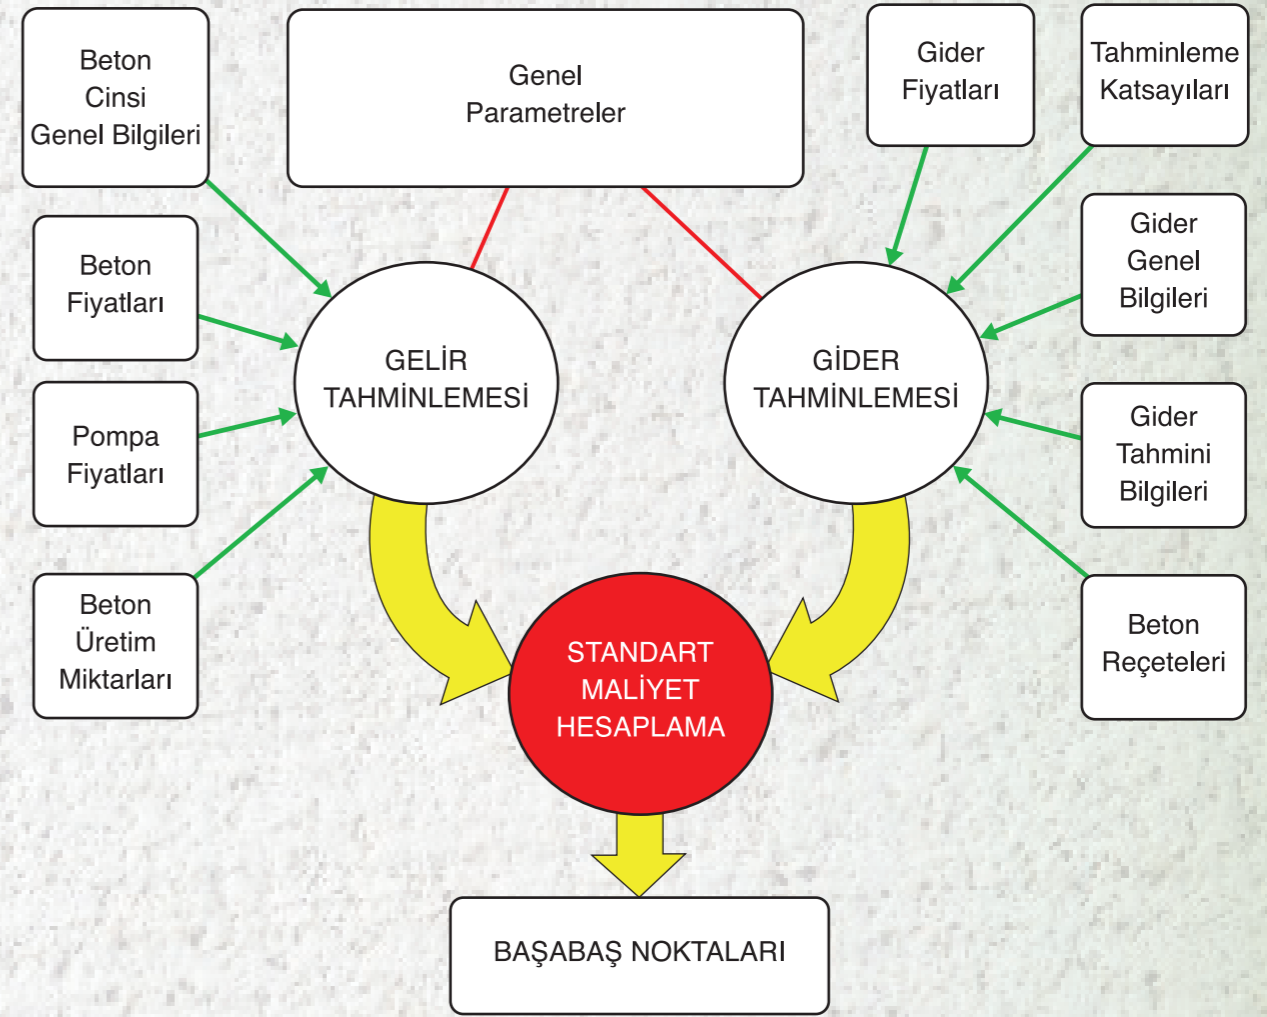 Beton
Cinsi
Genel Bilgileri
Genel
Parametreler
Gider
Fiyatları
Tahminleme
Katsayıları
Beton
Fiyatları
Gider
Genel
Bilgileri
GELİR
TAHMİNLEMESİ
GİDER
TAHMİNLEMESİ
Pompa
Fiyatları
Gider
Tahmini
Bilgileri
Beton
Üretim
Miktarları
STANDART
MALİYET
HESAPLAMA
Beton
Reçeteleri
BAŞABAŞ NOKTALARI